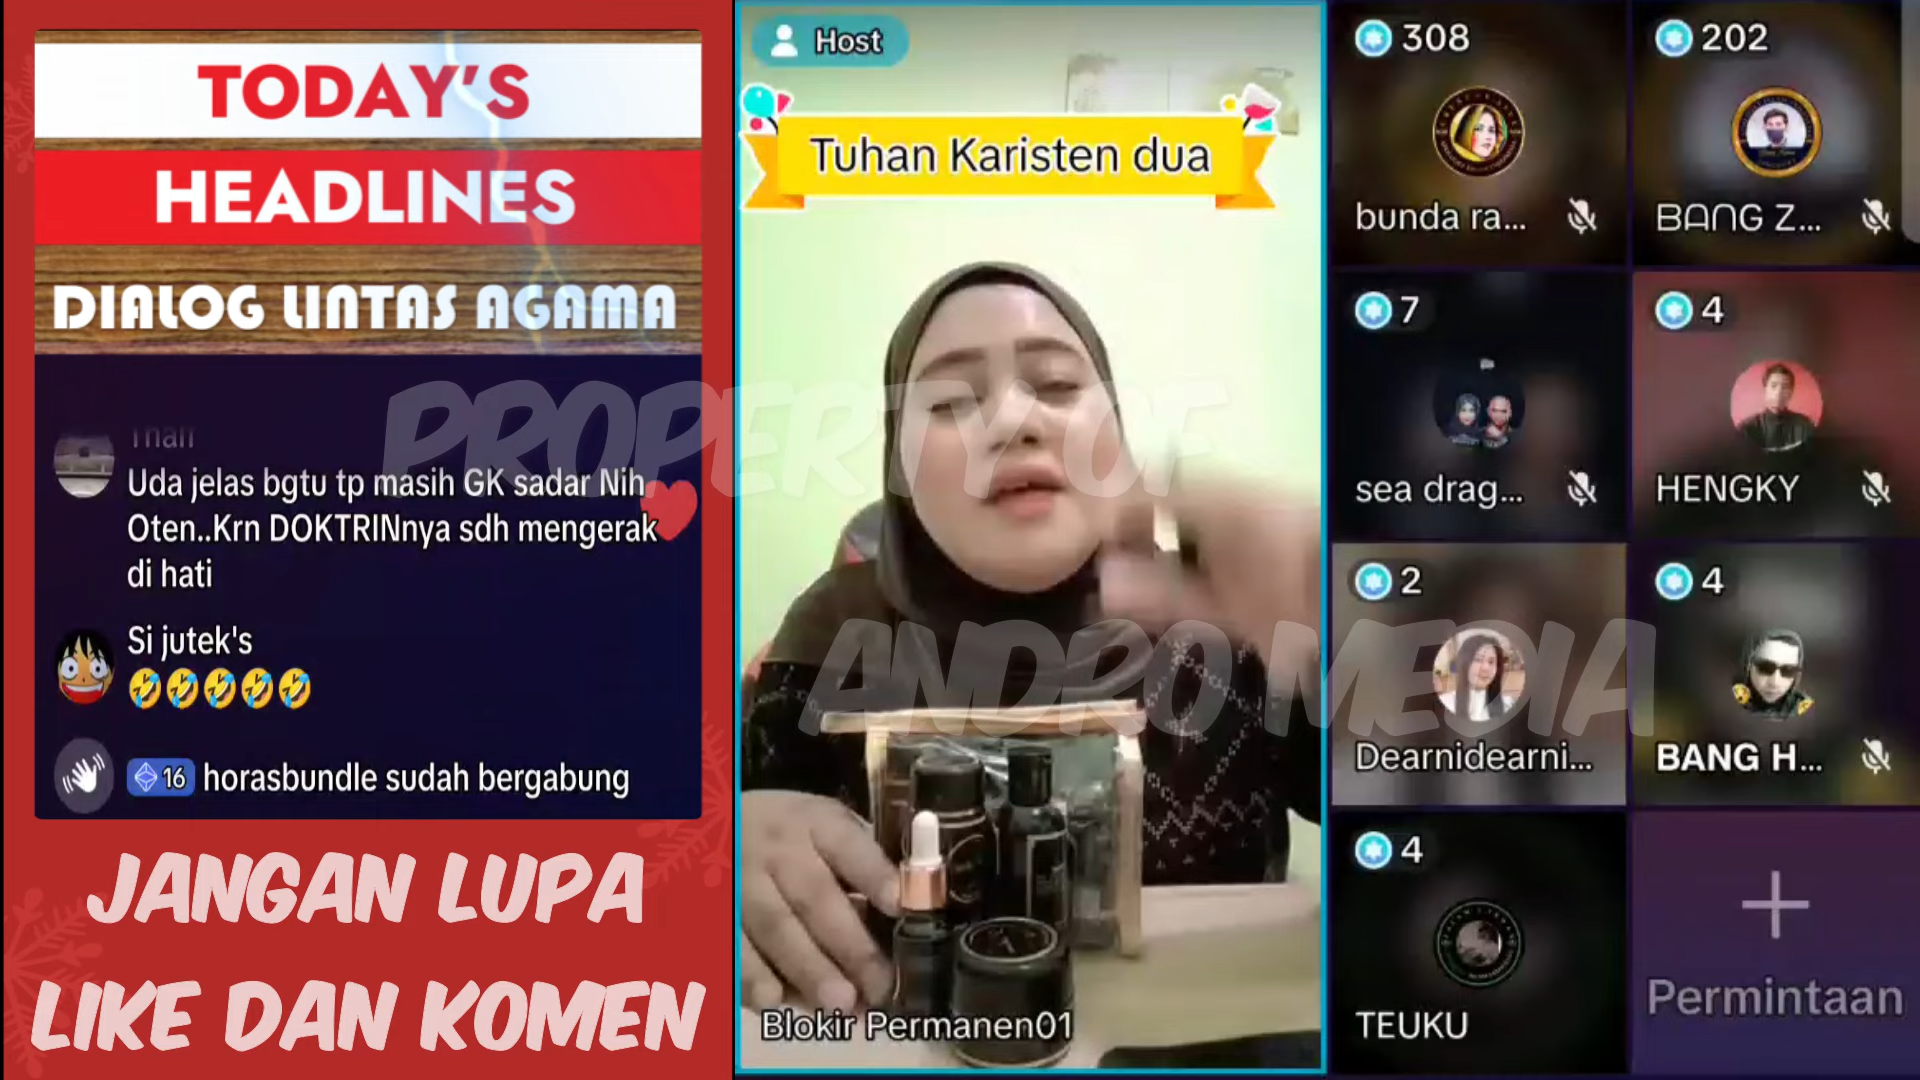 TODAY'S
HEADLINES
DIALOG LINTAS AGAMA
Uda jelas bgtu tp masih GK sadar Nih
Oten..Krn DOKTRINnya sdh mengerak
di hati
Si jutek's
🤣🤣🤣🤣🤣
16 horasbundle sudah bergabung
JANGAN LUPA
LIKE DAN KOMEN
Host
Tuhan Karisten dua
Blokir Permanen01
PROPERTY OF
ANDRO MEDIA
308
bunda ra...
202
BANG Z...
7
sea drag...
4
HENGKY
2
Dearnidearni...
4
BANG H...
4
TEUKU
Permintaan